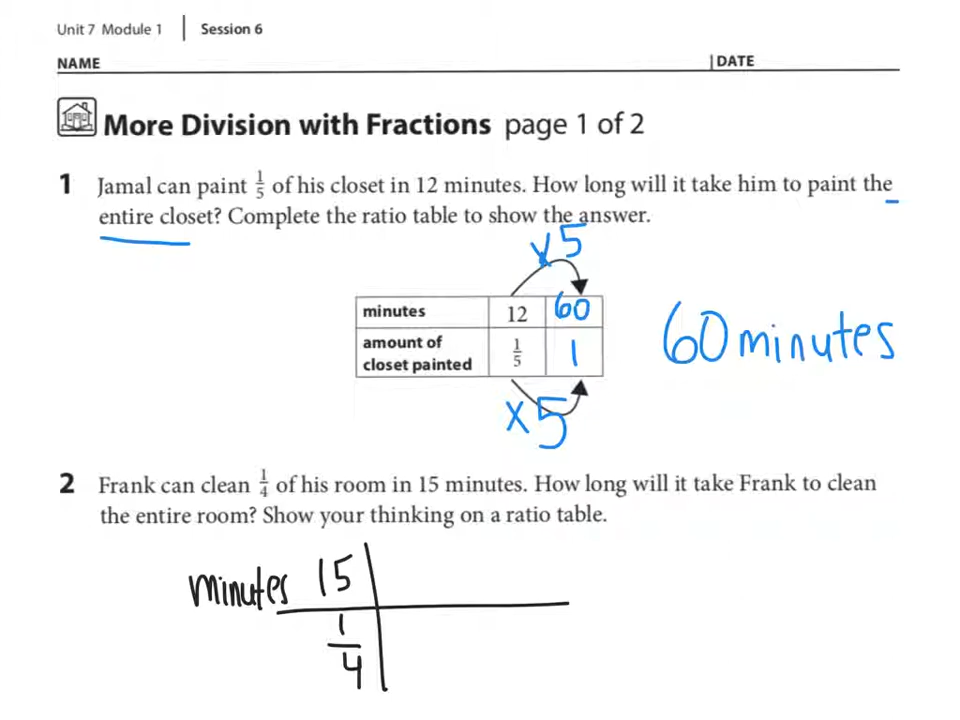 Unit 7 Module 1 | Session 6
NAME | DATE
More Division with Fractions page 1 of 2
1 Jamal can paint 1/5 of his closet in 12 minutes. How long will it take him to paint the
entire closet? Complete the ratio table to show the answer.
x5
minutes 12 60
amount of closet painted 1/5 1
x5
60 minutes
2 Frank can clean 1/4 of his room in 15 minutes. How long will it take Frank to clean
the entire room? Show your thinking on a ratio table.
minutes 15
1/4